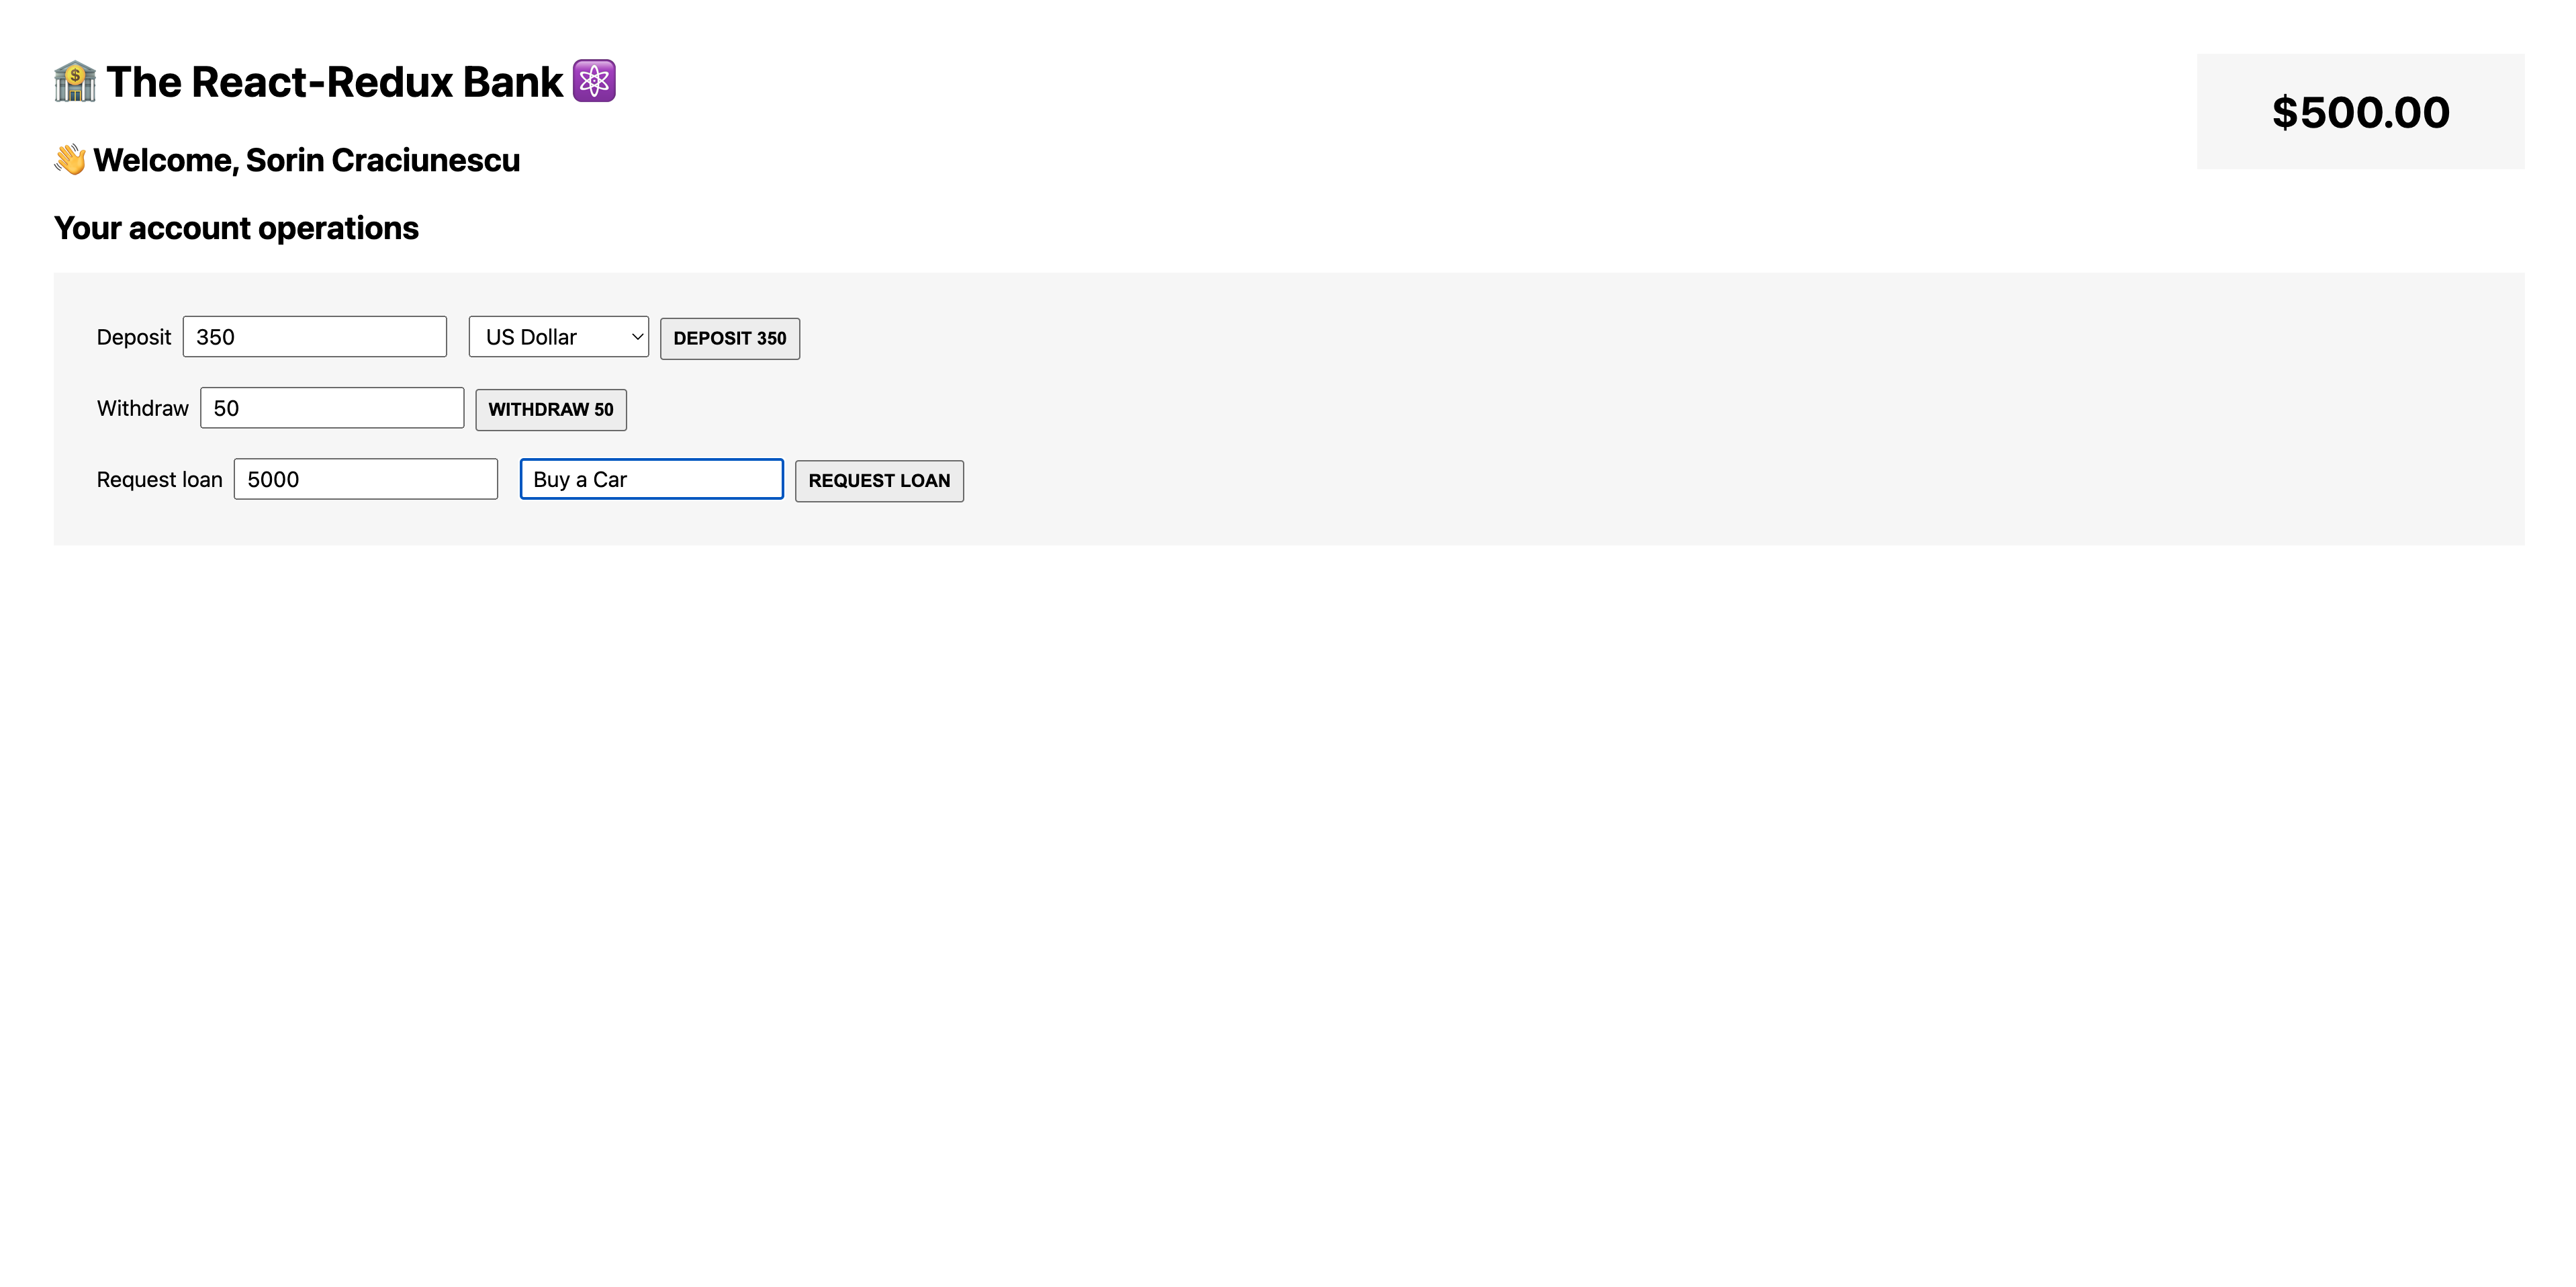 🏦 The React-Redux Bank ⚛️
$500.00
👋 Welcome, Sorin Craciunescu
Your account operations
Deposit 350 US Dollar DEPOSIT 350
Withdraw 50 WITHDRAW 50
Request loan 5000 Buy a Car REQUEST LOAN